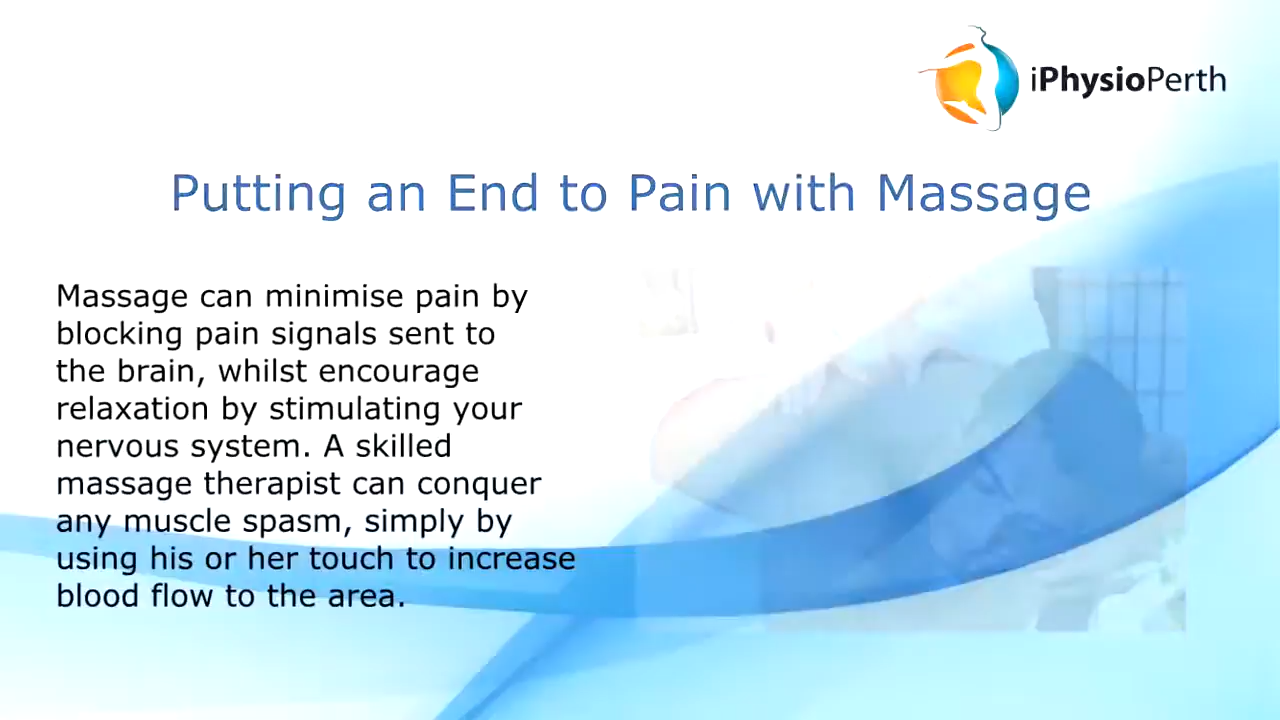 iPhysioPerth
Putting an End to Pain with Massage
Massage can minimise pain by
blocking pain signals sent to
the brain, whilst encourage
relaxation by stimulating your
nervous system. A skilled
massage therapist can conquer
any muscle spasm, simply by
using his or her touch to increase
blood flow to the area.